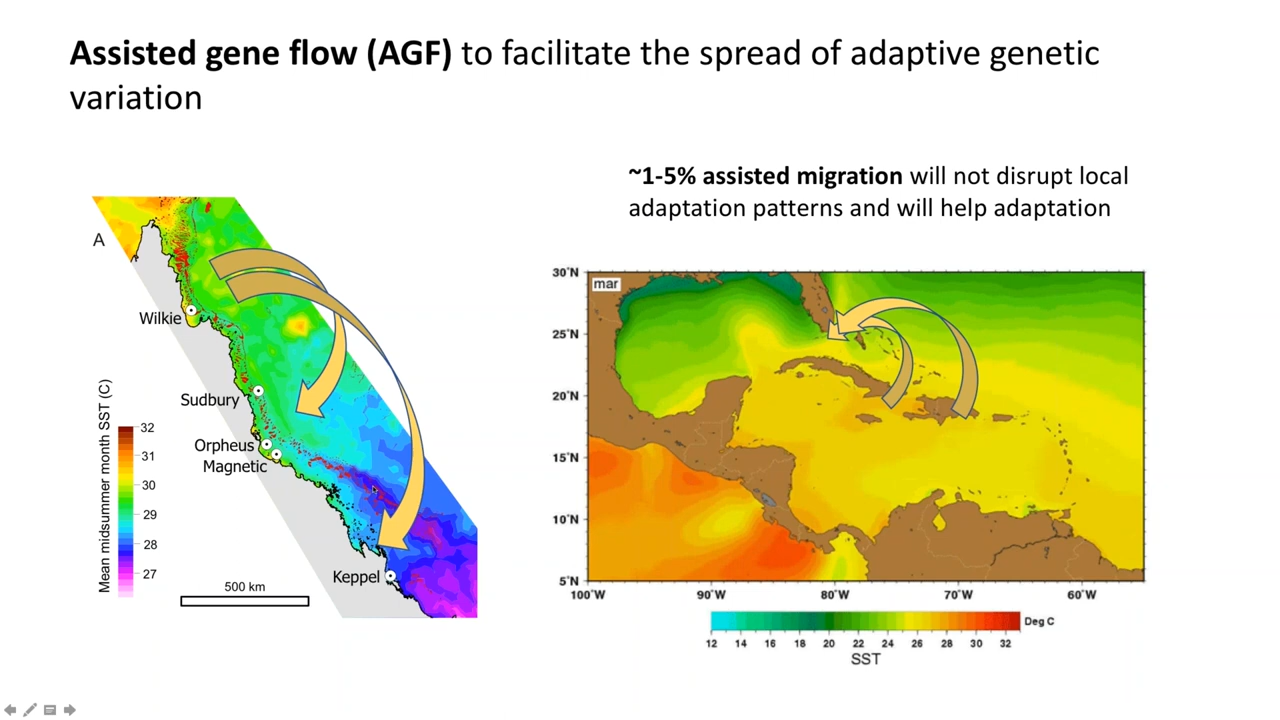 Assisted gene flow (AGF) to facilitate the spread of adaptive genetic
variation
~1-5% assisted migration will not disrupt local
adaptation patterns and will help adaptation
A
Wilkie
Sudbury
Orpheus
Magnetic
Keppel
Mean midsummer month SST (C)
32
31
30
29
28
27
500 km
mar
30°N
25°N
20°N
15°N
10°N
5°N
100°W 90°W 80°W 70°W 60°W
12 14 16 18 20 22 24 26 28 30 32
Deg C
SST